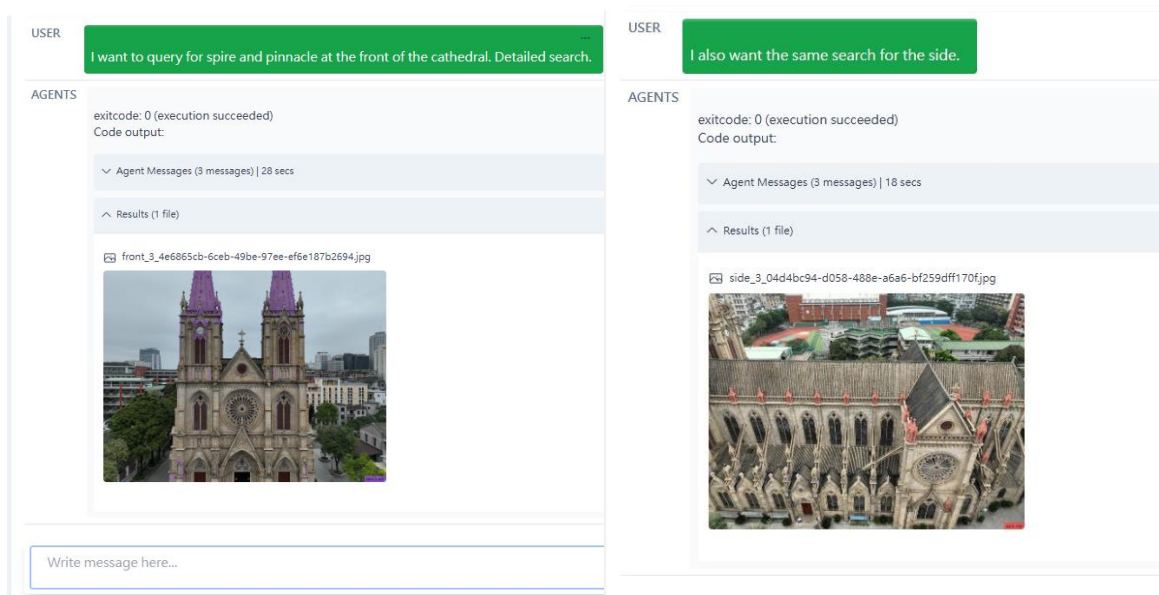 USER
...
I want to query for spire and pinnacle at the front of the cathedral. Detailed search.
AGENTS
exitcode: 0 (execution succeeded)
Code output:
Agent Messages (3 messages) | 28 secs
Results (1 file)
front_3_4e6865cb-6ceb-49be-97ee-ef6e187b2694.jpg
Write message here...
USER
I also want the same search for the side.
AGENTS
exitcode: 0 (execution succeeded)
Code output:
Agent Messages (3 messages) | 18 secs
Results (1 file)
side_3_04d4bc94-d058-488e-a6a6-bf259dff170f.jpg